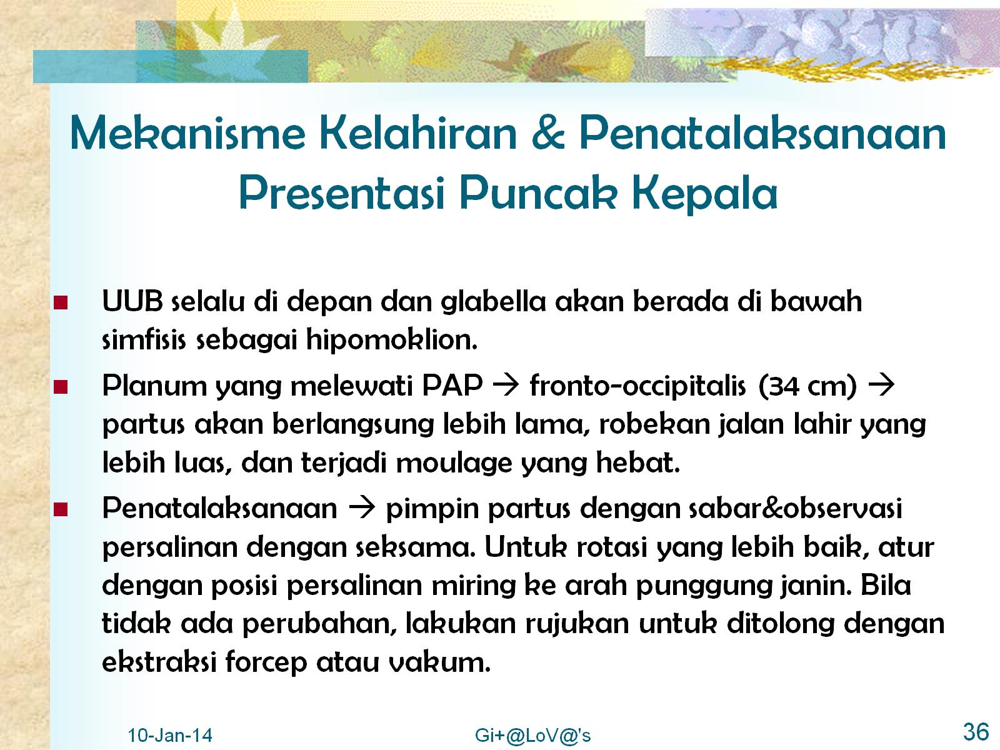 Mekanisme Kelahiran & Penatalaksanaan
Presentasi Puncak Kepala
UUB selalu di depan dan glabella akan berada di bawah
simfisis sebagai hipomoklion.
Planum yang melewati PAP → fronto-occipitalis (34 cm) →
partus akan berlangsung lebih lama, robekan jalan lahir yang
lebih luas, dan terjadi moulage yang hebat.
Penatalaksanaan → pimpin partus dengan sabar&observasi
persalinan dengan seksama. Untuk rotasi yang lebih baik, atur
dengan posisi persalinan miring ke arah punggung janin. Bila
tidak ada perubahan, lakukan rujukan untuk ditolong dengan
ekstraksi forcep atau vakum.
10-Jan-14
Gi+@LoV@'s
36